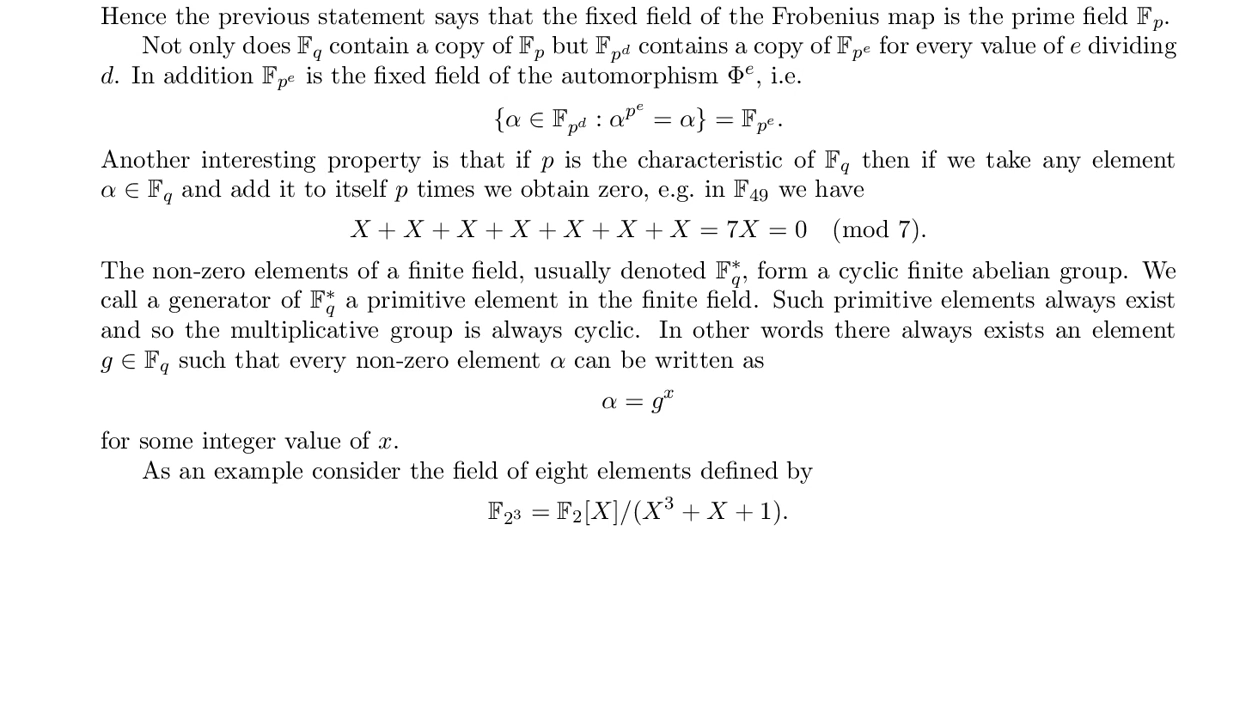 Hence the previous statement says that the fixed field of the Frobenius map is the prime field 𝔽ₚ.
Not only does 𝔽_q contain a copy of 𝔽_p but 𝔽_{p^d} contains a copy of 𝔽_{p^e} for every value of e dividing
d. In addition 𝔽_{p^e} is the fixed field of the automorphism Φ^e, i.e.
{α ∈ 𝔽_{p^d} : α^{p^e} = α} = 𝔽_{p^e}.
Another interesting property is that if p is the characteristic of 𝔽_q then if we take any element
α ∈ 𝔽_q and add it to itself p times we obtain zero, e.g. in 𝔽_{49} we have
X + X + X + X + X + X + X = 7X = 0 (mod 7).
The non-zero elements of a finite field, usually denoted 𝔽_q^*, form a cyclic finite abelian group. We
call a generator of 𝔽_q^* a primitive element in the finite field. Such primitive elements always exist
and so the multiplicative group is always cyclic. In other words there always exists an element
g ∈ 𝔽_q such that every non-zero element α can be written as
α = g^x
for some integer value of x.
As an example consider the field of eight elements defined by
𝔽_{2^3} = 𝔽_2[X]/(X^3 + X + 1).